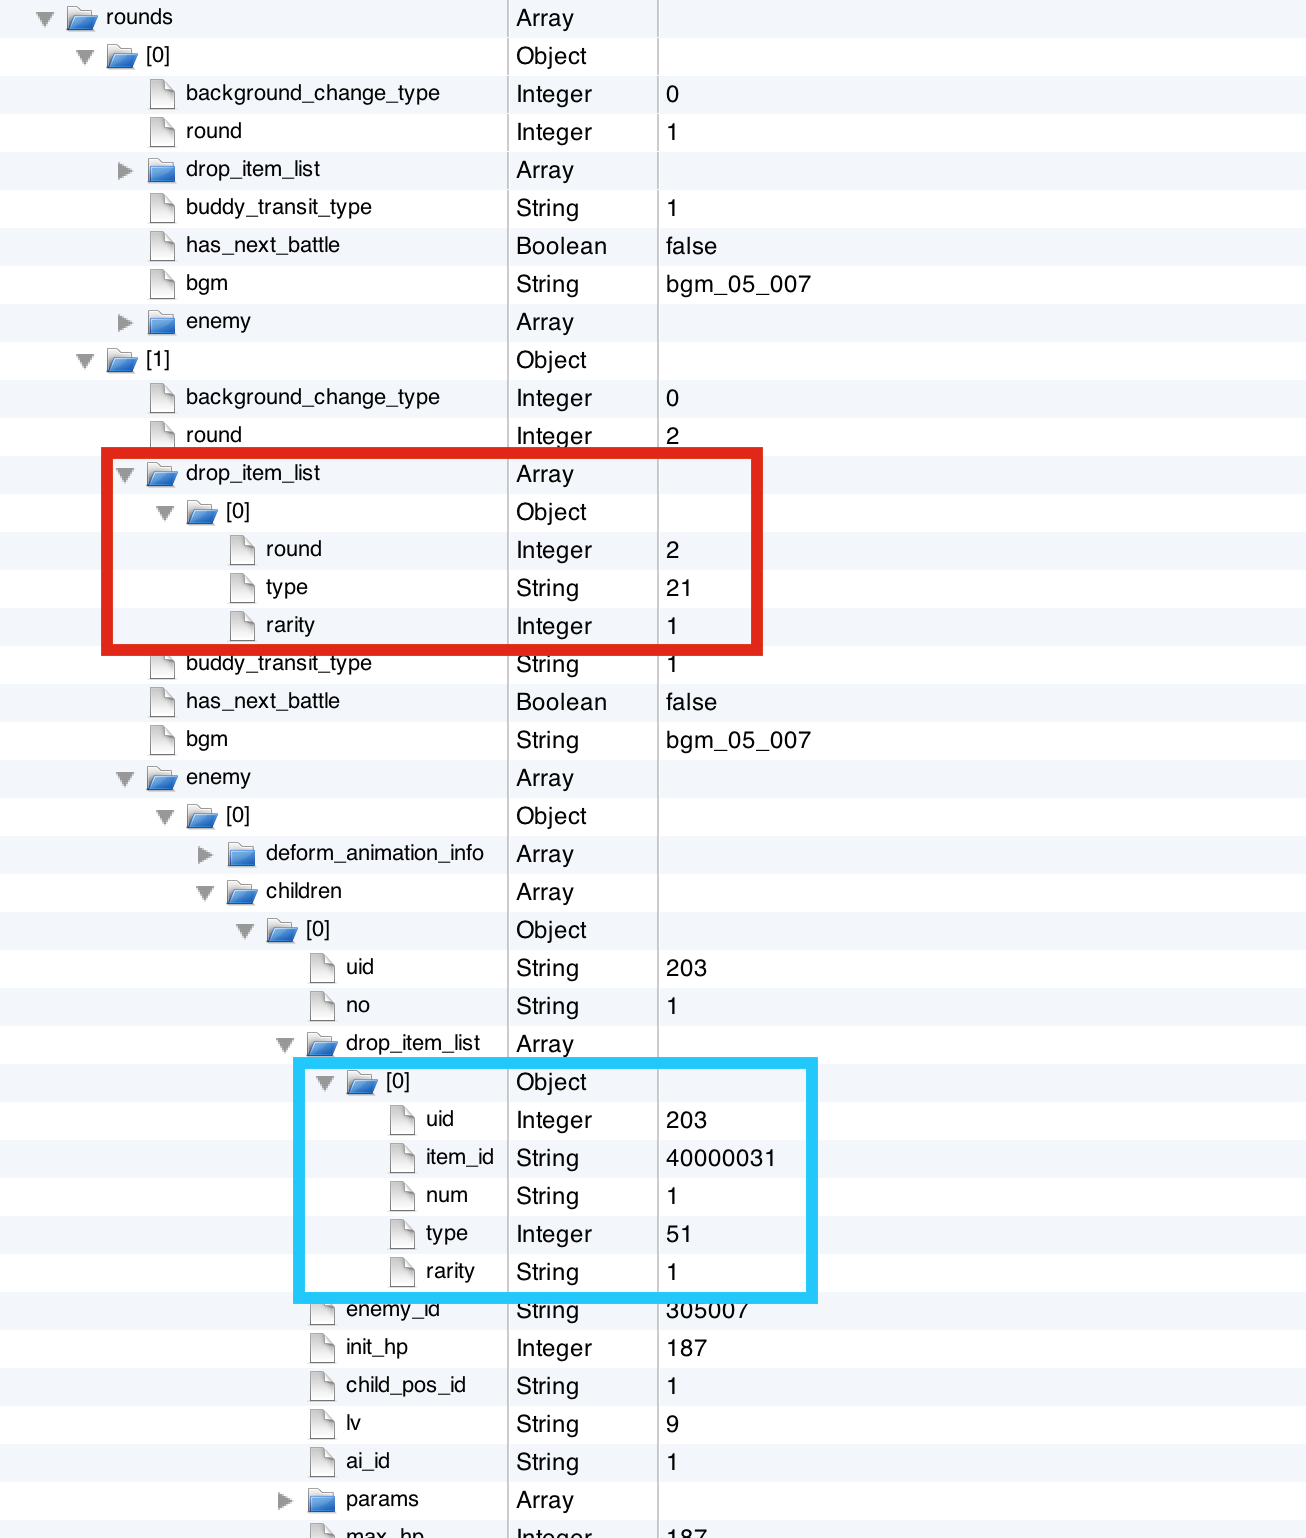 rounds Array
[0] Object
background_change_type Integer 0
round Integer 1
drop_item_list Array
buddy_transit_type String 1
has_next_battle Boolean false
bgm String bgm_05_007
enemy Array
[1] Object
background_change_type Integer 0
round Integer 2
drop_item_list Array
[0] Object
round Integer 2
type String 21
rarity Integer 1
buddy_transit_type String 1
has_next_battle Boolean false
bgm String bgm_05_007
enemy Array
[0] Object
deform_animation_info Array
children Array
[0] Object
uid String 203
no String 1
drop_item_list Array
[0] Object
uid Integer 203
item_id String 40000031
num String 1
type Integer 51
rarity String 1
enemy_id String 305007
init_hp Integer 187
child_pos_id String 1
lv String 9
ai_id String 1
params Array
max_hp Integer 187